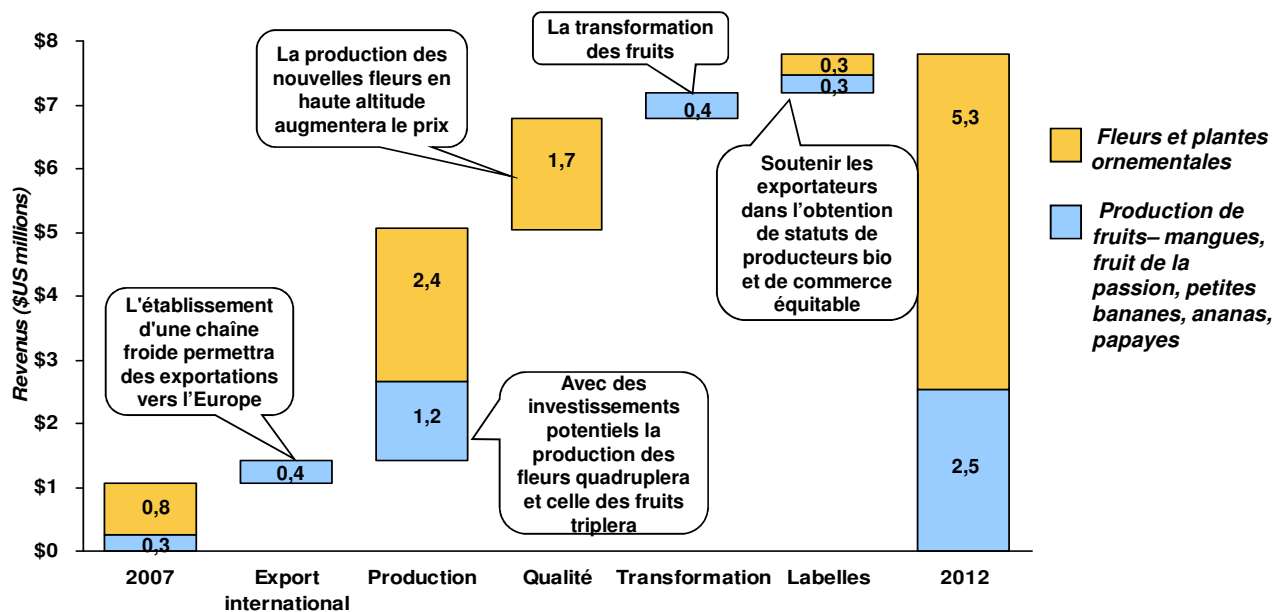 Revenus ($US millions)
$8
$7
$6
$5
$4
$3
$2
$1
$0
La production des
nouvelles fleurs en
haute altitude
augmentera le prix
La transformation
des fruits
L'établissement
d'une chaîne
froide permettra
des exportations
vers l'Europe
Avec des
investissements
potentiels la
production des
fleurs quadruplera
et celle des fruits
triplera
Soutenir les
exportateurs
dans l'obtention
de statuts de
producteurs bio
et de commerce
équitable
0,8
0,3
0,4
2,4
1,2
1,7
0,4
0,3
0,3
5,3
2,5
2007
Export
international
Production
Qualité
Transformation
Labelles
2012
Fleurs et plantes
ornementales
Production de
fruits– mangues,
fruit de la
passion, petites
bananes, ananas,
papayes